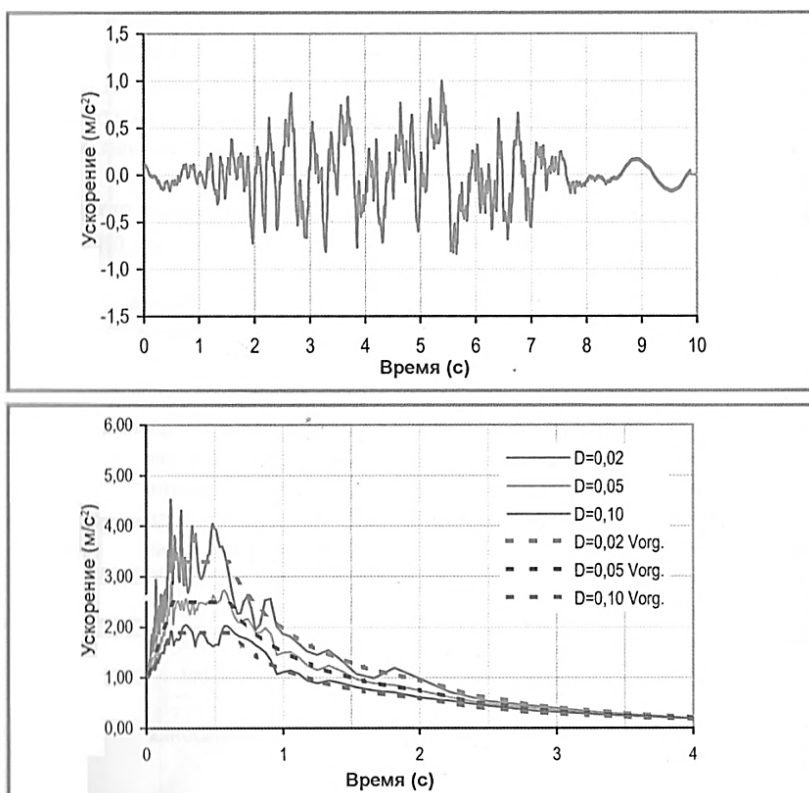 Ускорение (м/с²)
1,5
1,0
0,5
0,0
-0,5
-1,0
-1,5
0 1 2 3 4 5 6 7 8 9 10
Время (с)
Ускорение (м/с²)
6,00
5,00
4,00
3,00
2,00
1,00
0,00
D=0,02
D=0,05
D=0,10
D=0,02 Vorg.
D=0,05 Vorg.
D=0,10 Vorg.
0 1 2 3 4
Время (с)